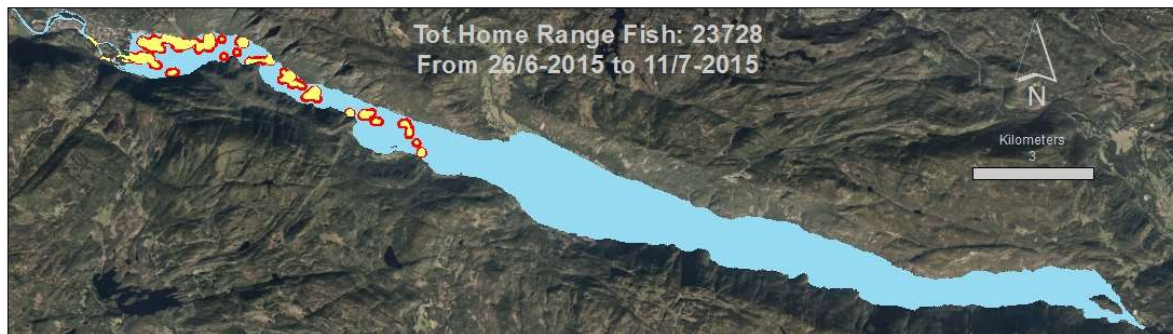 Tot Home Range Fish: 23728
From 26/6-2015 to 11/7-2015
N
Kilometers
3